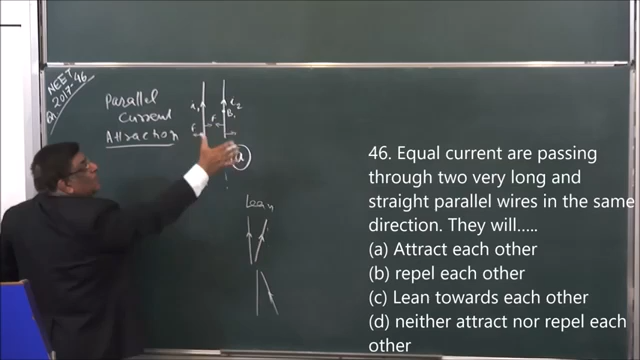 NEET
2017-46
Parallel
Current
Attraction
i₁
i₂
B₁
F
F
a
Lean
46. Equal current are passing
through two very long and
straight parallel wires in the same
direction. They will.....
(a) Attract each other
(b) repel each other
(c) Lean towards each other
(d) neither attract nor repel each
other